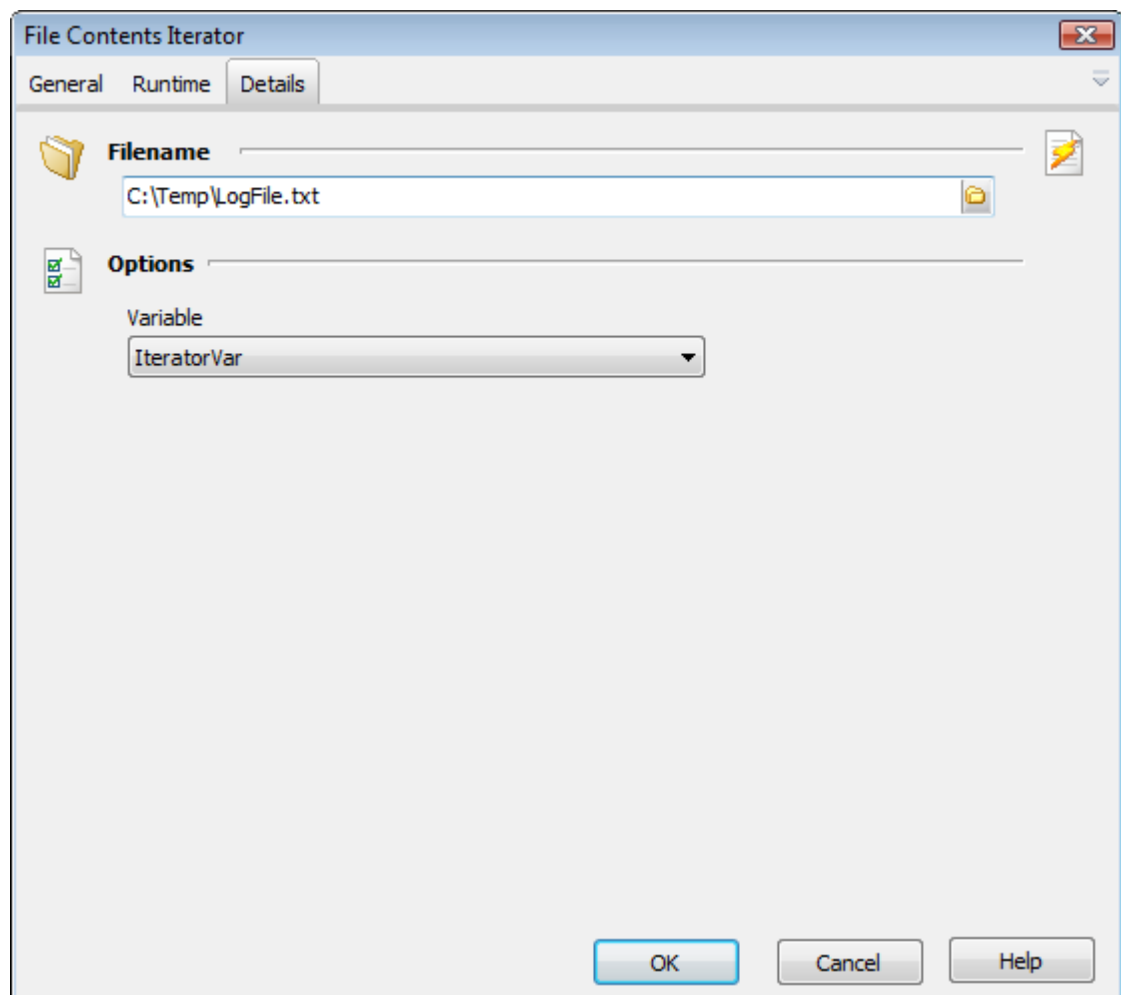 File Contents Iterator
General Runtime Details
Filename
C:\Temp\LogFile.txt
Options
Variable
IteratorVar
OK Cancel Help